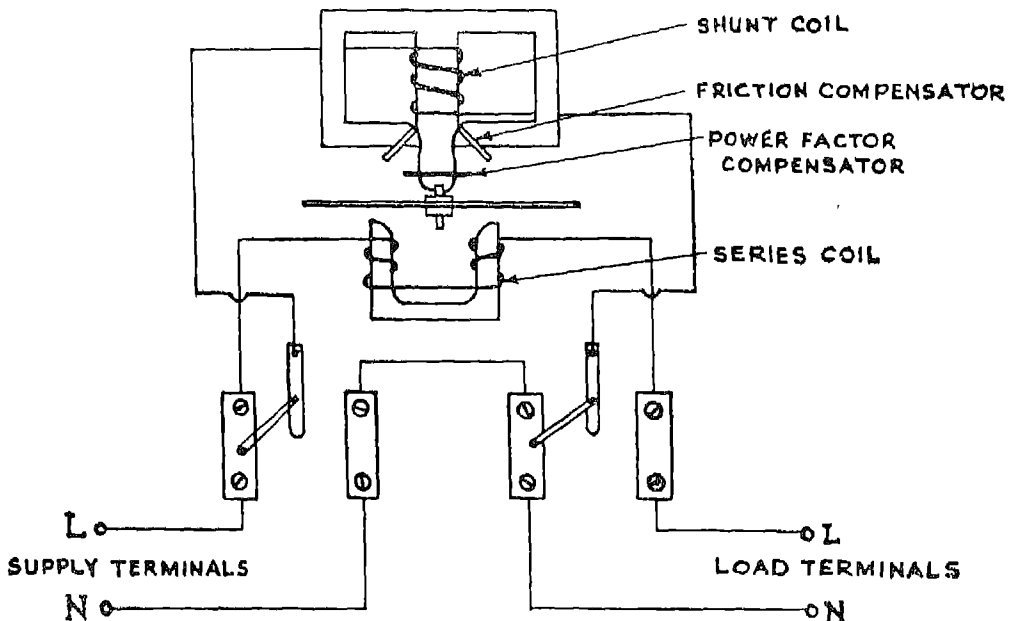 SHUNT COIL
FRICTION COMPENSATOR
POWER FACTOR
COMPENSATOR
SERIES COIL
L
L
SUPPLY TERMINALS
LOAD TERMINALS
N
N